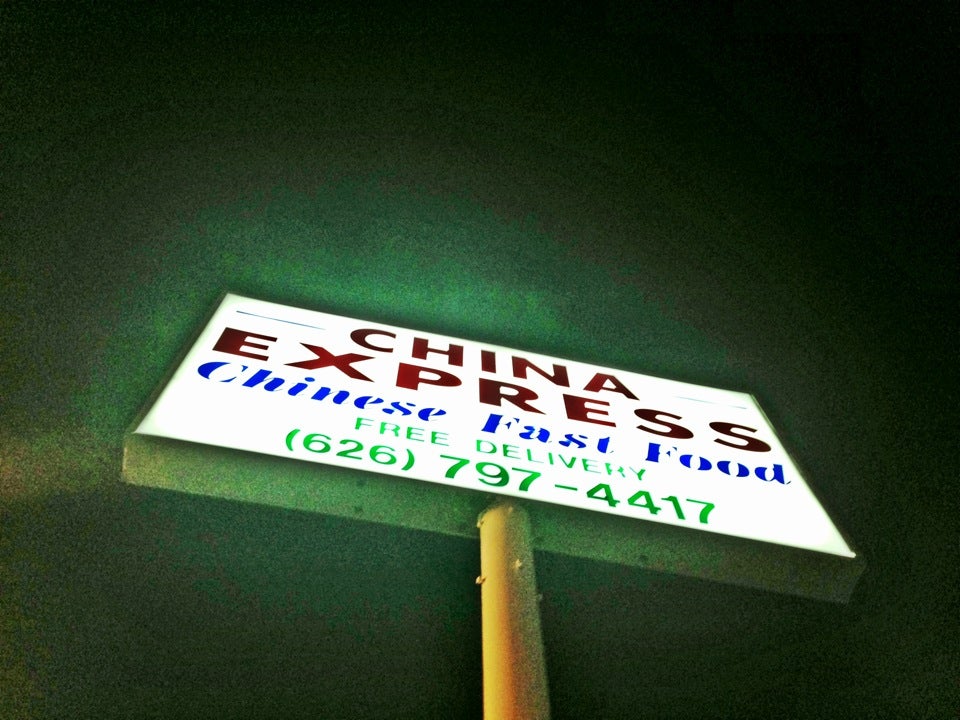 CHINA
EXPRESS
Chinese Fast Food
FREE DELIVERY
(626) 797-4417